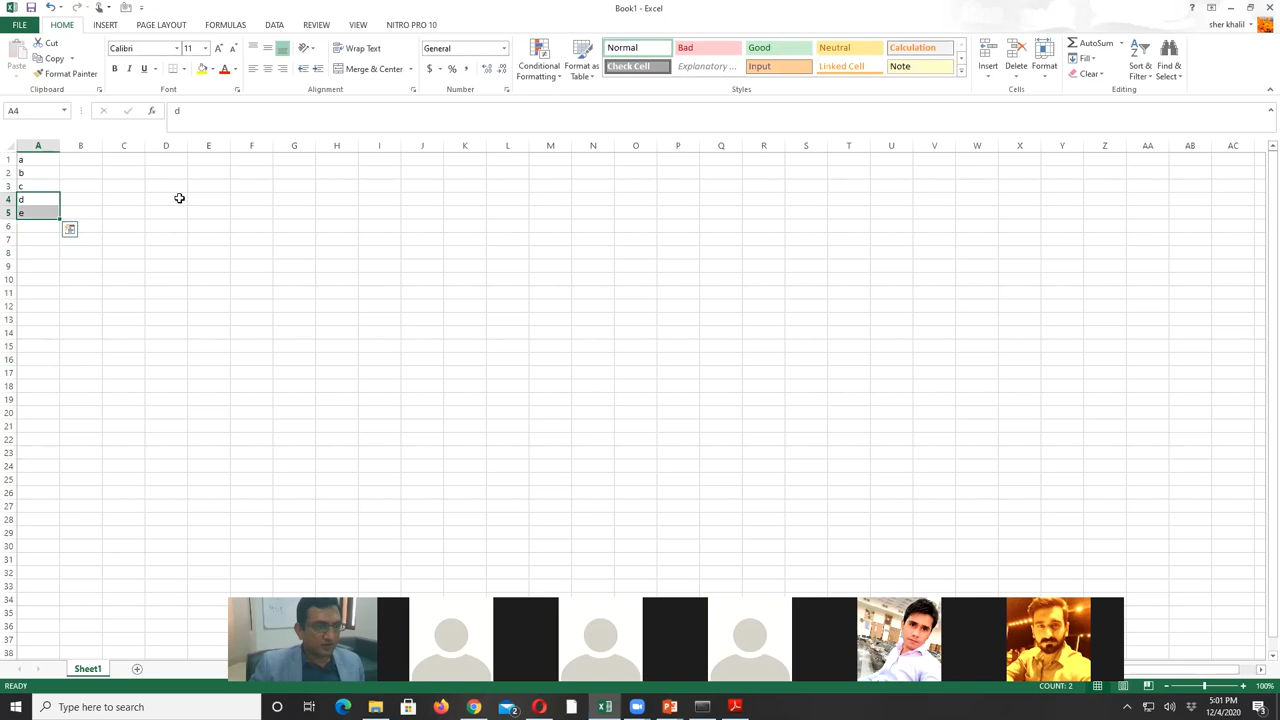 Book1 - Excel
FILE HOME INSERT PAGE LAYOUT FORMULAS DATA REVIEW VIEW NITRO PRO 10 sher khalil
Paste
Cut
Copy
Format Painter
Clipboard
Calibri 11
B U A
Font
Wrap Text
Merge & Center
Alignment
General
$ % ,
Number
Conditional Formatting
Format as Table
Normal Bad Good Neutral Calculation
Check Cell Explanatory ... Input Linked Cell Note
Styles
Insert Delete Format
Cells
AutoSum
Fill
Clear
Sort & Filter
Find & Select
Editing
A4 fx d
A B C D E F G H I J K L M N O P Q R S T U V W X Y Z AA AB AC
1 a
2 b
3 c
4 d
5 e
6
7
8
9
10
11
12
13
14
15
16
17
18
19
20
21
22
23
24
25
26
27
28
29
30
31
32
33
34
35
36
37
38
Sheet1
READY COUNT: 2 100%
Type here to search
2
5:01 PM
12/4/2020
3